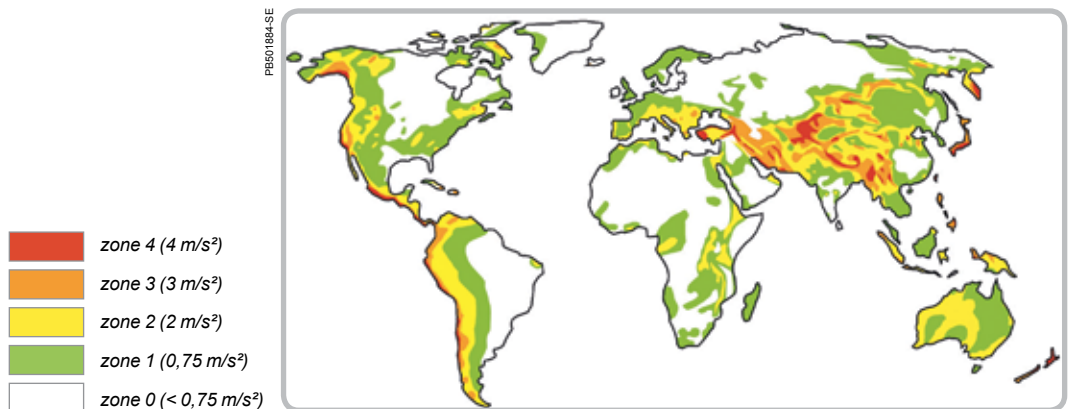 PB501884-SE
zone 4 (4 m/s²)
zone 3 (3 m/s²)
zone 2 (2 m/s²)
zone 1 (0,75 m/s²)
zone 0 (< 0,75 m/s²)